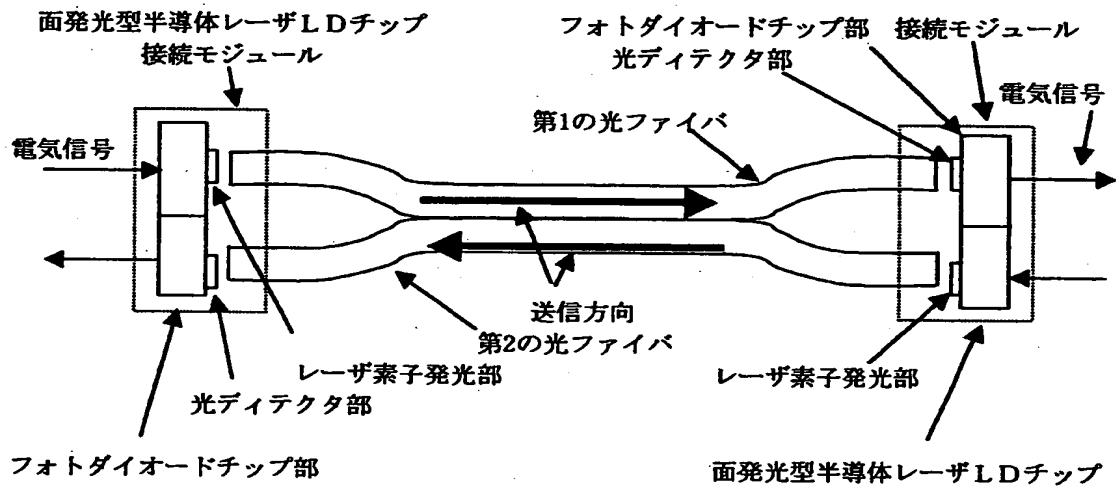 面発光型半導体レーザLDチップ
接続モジュール
フォトダイオードチップ部
接続モジュール
光ディテクタ部
電気信号
第1の光ファイバ
電気信号
送信方向
第2の光ファイバ
レーザ素子発光部
光ディテクタ部
レーザ素子発光部
フォトダイオードチップ部
面発光型半導体レーザLDチップ